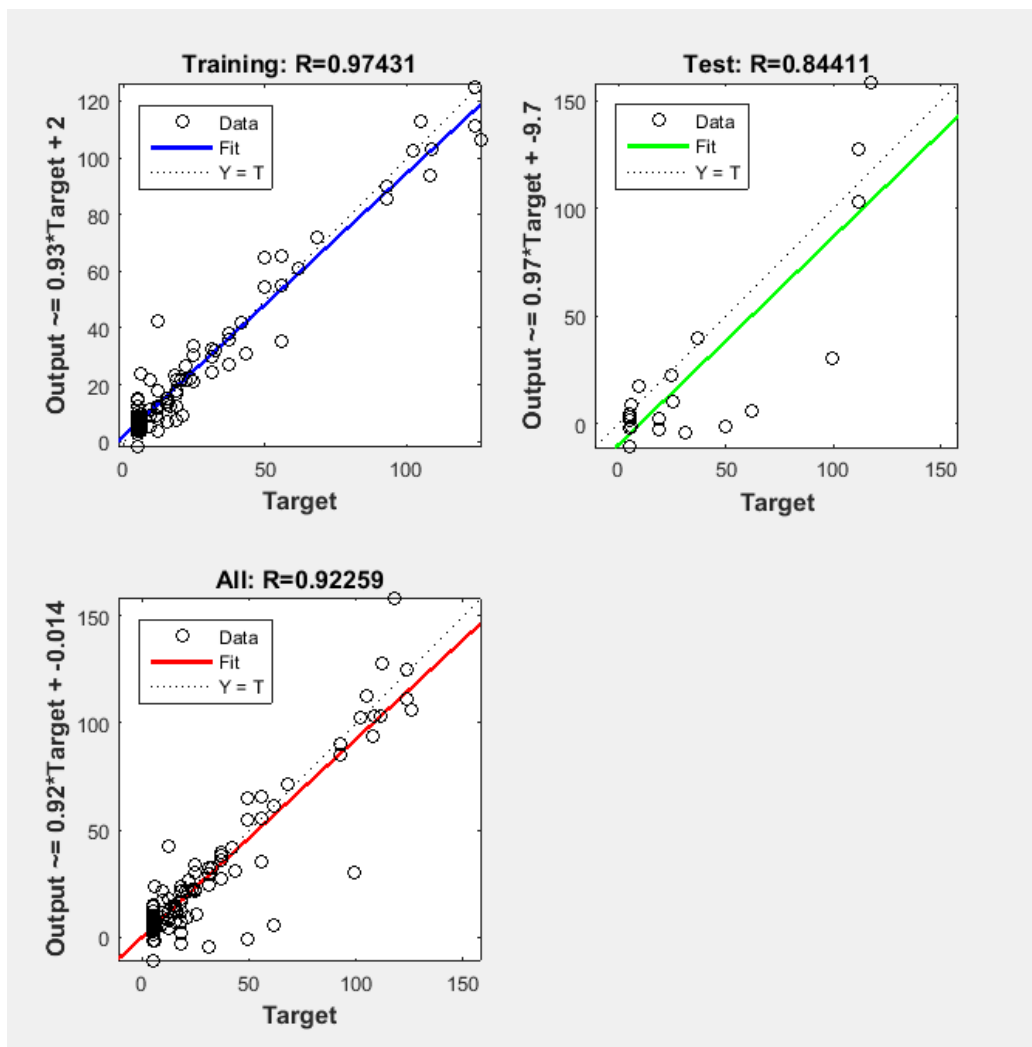 Training: R=0.97431
Output ~= 0.93*Target + 2
120
100
80
60
40
20
0
Data
Fit
Y = T
0
50
100
Target
Test: R=0.84411
Output ~= 0.97*Target + -9.7
150
100
50
0
Data
Fit
Y = T
0
50
100
150
Target
All: R=0.92259
Output ~= 0.92*Target + -0.014
150
100
50
0
Data
Fit
Y = T
0
50
100
150
Target